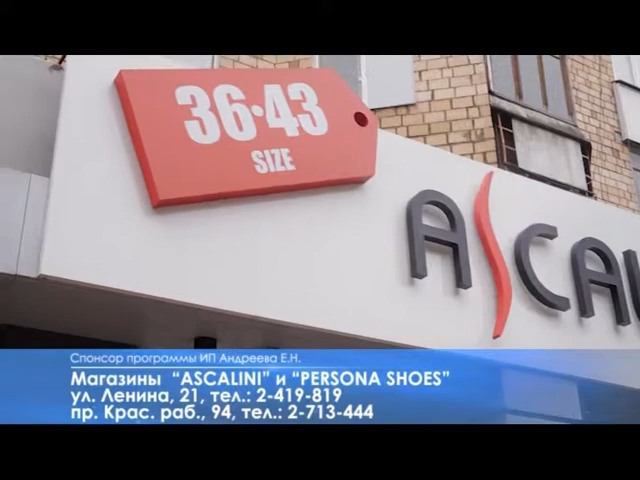 36·43
SIZE
Спонсор программы ИП Андреева Е.Н.
Магазины “ASCALINI” и “PERSONA SHOES”
ул. Ленина, 21, тел.: 2-419-819
пр. Крас. раб., 94, тел.: 2-713-444